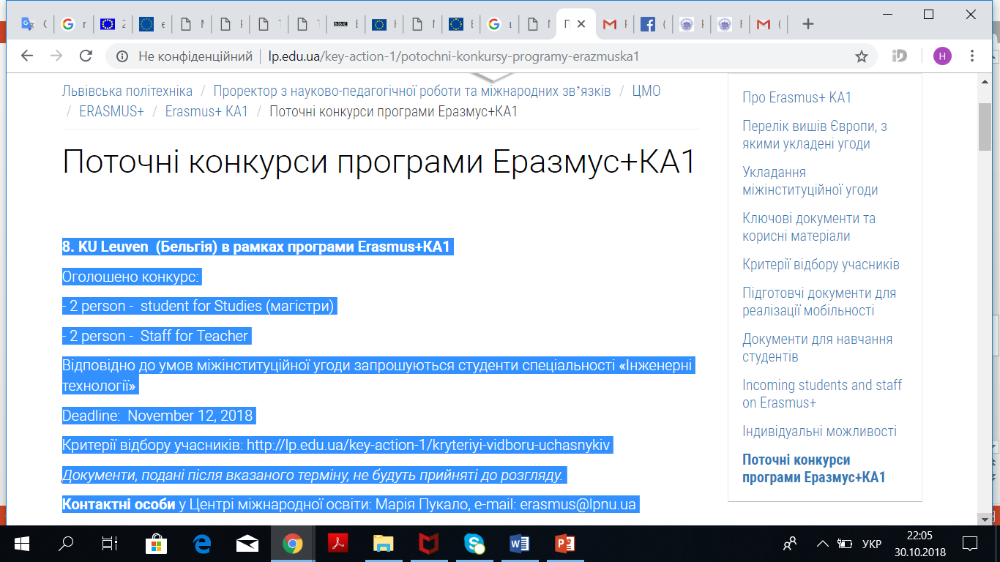 Не конфіденційний lp.edu.ua/key-action-1/potochni-konkursy-programy-erazmuska1
Львівська політехніка / Проректор з науково-педагогічної роботи та міжнародних зв’язків / ЦМО
/ ERASMUS+ / Erasmus+ KA1 / Поточні конкурси програми Еразмус+КА1
Поточні конкурси програми Еразмус+КА1
8. KU Leuven (Бельгія) в рамках програми Erasmus+KA1
Оголошено конкурс:
- 2 person - student for Studies (магістри)
- 2 person - Staff for Teacher
Відповідно до умов міжінституційної угоди запрошуються студенти спеціальності «Інженерні
технології»
Deadline: November 12, 2018
Критерії відбору учасників: http://lp.edu.ua/key-action-1/kryteriyi-vidboru-uchasnykiv
Документи, подані після вказаного терміну, не будуть прийняті до розгляду.
Контактні особи у Центрі міжнародної освіти: Марія Пукало, e-mail: erasmus@lpnu.ua
Про Erasmus+ KA1
Перелік вишів Європи, з
якими укладені угоди
Укладання
міжінституційної угоди
Ключові документи та
корисні матеріали
Критерії відбору учасників
Підготовчі документи для
реалізації мобільності
Документи для навчання
студентів
Incoming students and staff
on Erasmus+
Індивідуальні можливості
Поточні конкурси
програми Еразмус+КА1
УКР
22:05
30.10.2018